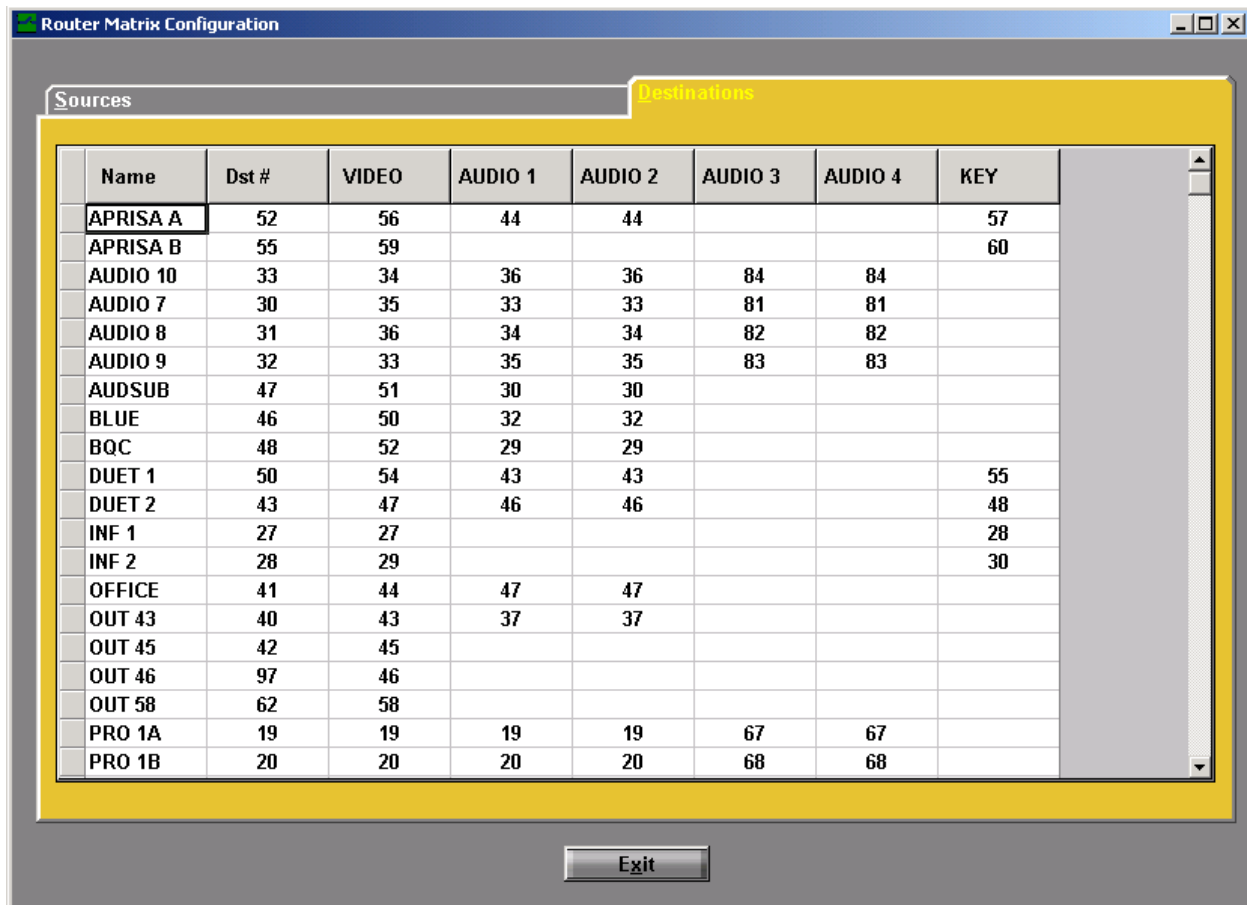 Router Matrix Configuration
Sources
Destinations
Name Dst # VIDEO AUDIO 1 AUDIO 2 AUDIO 3 AUDIO 4 KEY
APRISA A 52 56 44 44 57
APRISA B 55 59 60
AUDIO 10 33 34 36 36 84 84
AUDIO 7 30 35 33 33 81 81
AUDIO 8 31 36 34 34 82 82
AUDIO 9 32 33 35 35 83 83
AUDSUB 47 51 30 30
BLUE 46 50 32 32
BQC 48 52 29 29
DUET 1 50 54 43 43 55
DUET 2 43 47 46 46 48
INF 1 27 27 28
INF 2 28 29 30
OFFICE 41 44 47 47
OUT 43 40 43 37 37
OUT 45 42 45
OUT 46 97 46
OUT 58 62 58
PRO 1A 19 19 19 19 67 67
PRO 1B 20 20 20 20 68 68
Exit